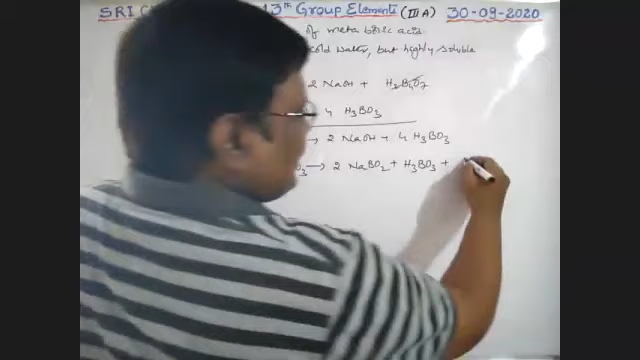 SRI C 13th Group Elements (III A) 30-09-2020
of meta boric acid.
cold water, but highly soluble
2 NaOH + H2B4O7
4 H3BO3
→ 2 NaOH + 4 H3BO3
O3 → 2 NaBO2 + H3BO3 +